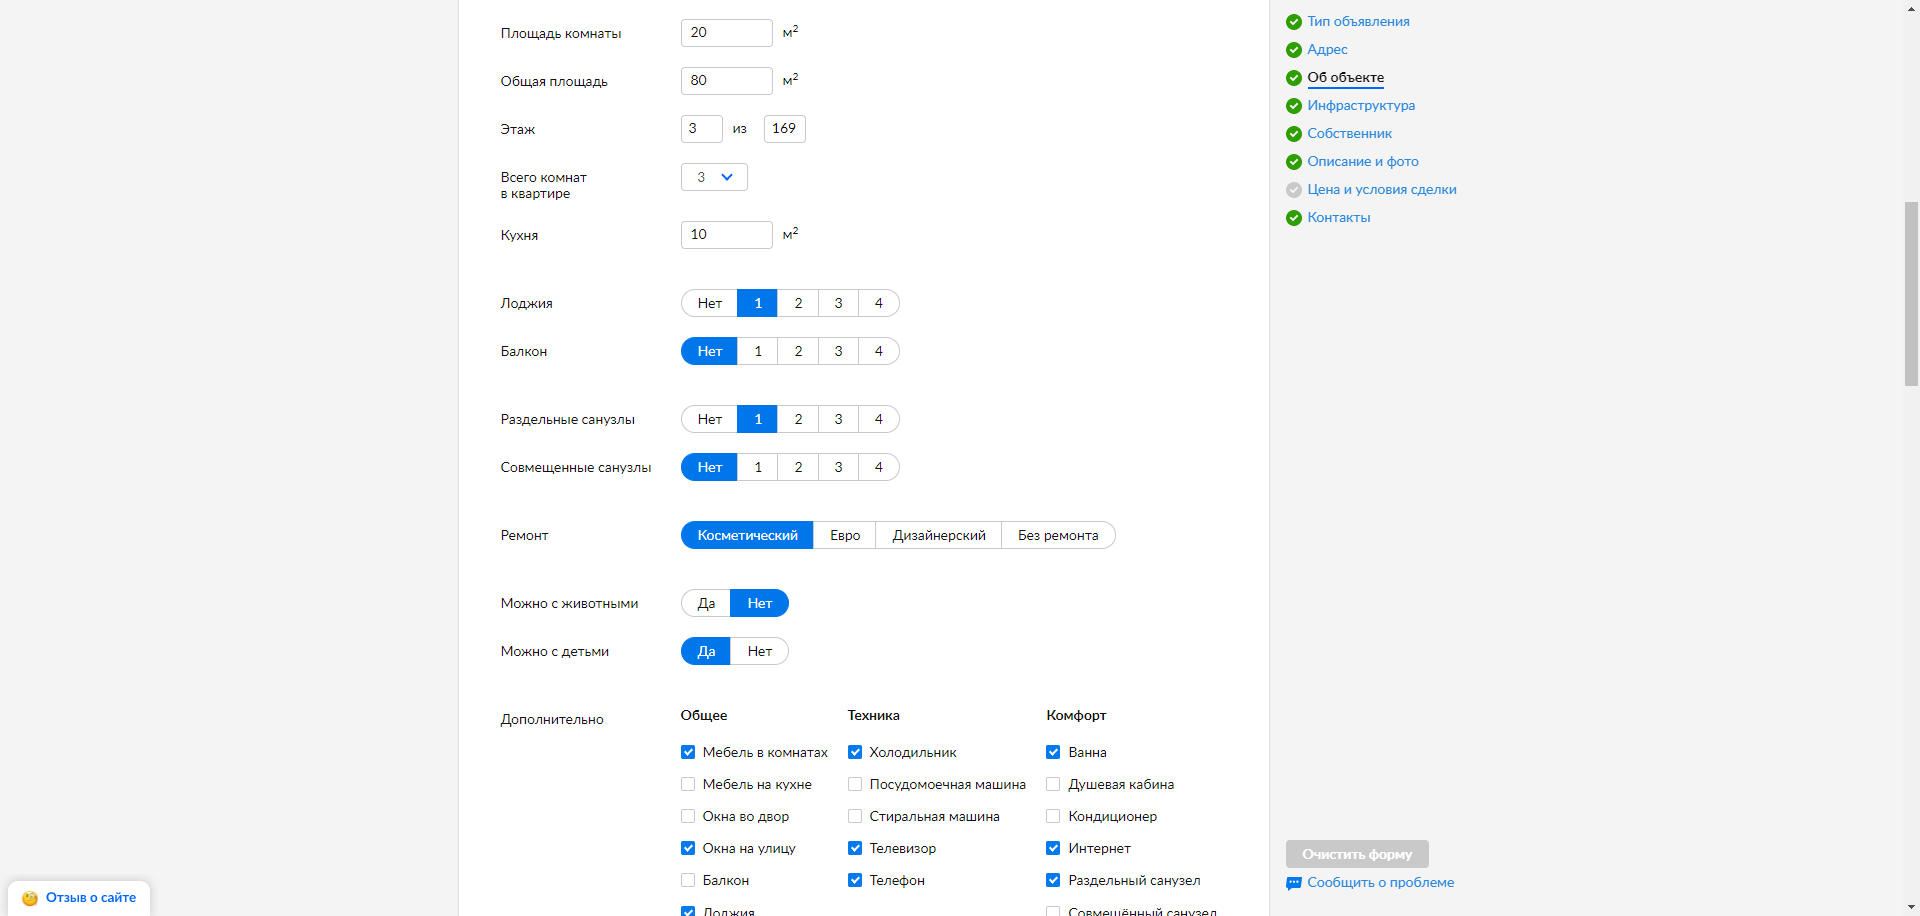 Площадь комнаты 20 м2
Общая площадь 80 м2
Этаж 3 из 169
Всего комнат 3
в квартире
Кухня 10 м2
Лоджия Нет 1 2 3 4
Балкон Нет 1 2 3 4
Раздельные санузлы Нет 1 2 3 4
Совмещенные санузлы Нет 1 2 3 4
Ремонт Косметический Евро Дизайнерский Без ремонта
Можно с животными Да Нет
Можно с детьми Да Нет
Дополнительно
Общее Техника Комфорт
Мебель в комнатах Холодильник Ванна
Мебель на кухне Посудомоечная машина Душевая кабина
Окна во двор Стиральная машина Кондиционер
Окна на улицу Телевизор Интернет
Балкон Телефон Раздельный санузел
Лоджия Совмещённый санузел
Тип объявления
Адрес
Об объекте
Инфраструктура
Собственник
Описание и фото
Цена и условия сделки
Контакты
Очистить форму
Сообщить о проблеме
Отзыв о сайте